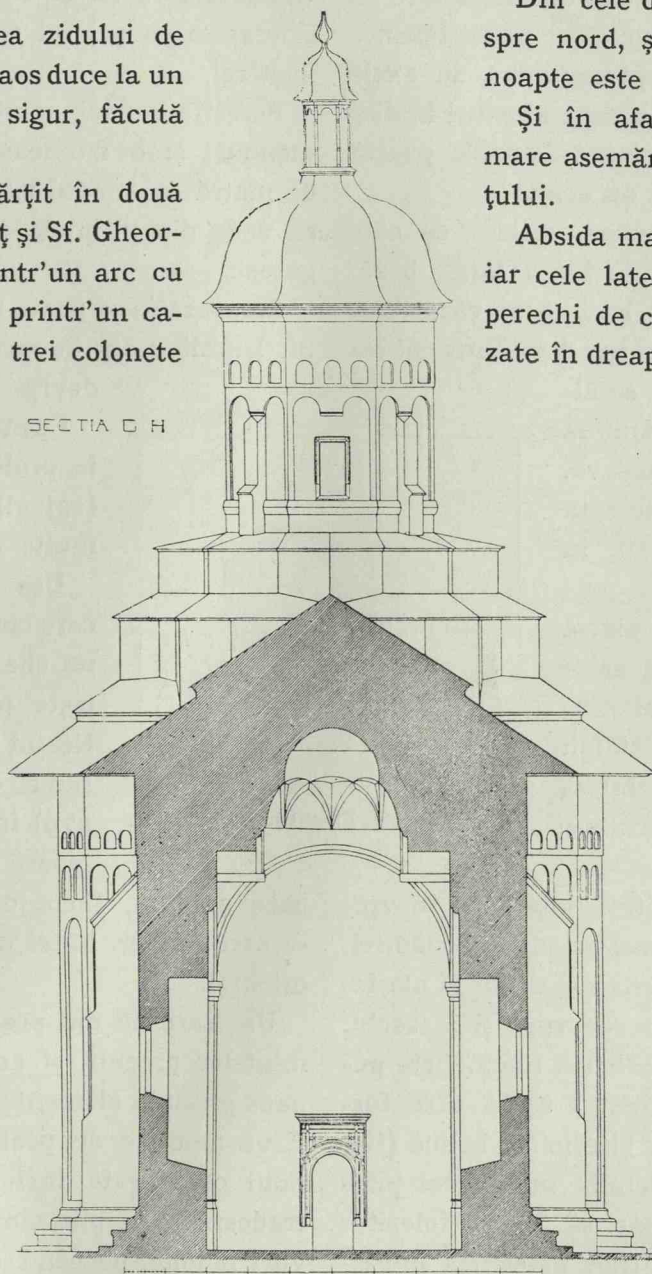 ea zidului de
aos duce la un
sigur, făcută
ărţit în două
ţ şi Sf. Gheor-
ntr'un arc cu
printr'un ca-
trei colonete
SECTIA G H
Din cele d
spre nord, ş
noapte este
Şi în afa
mare asemăr
ţului.
Absida ma
iar cele late
perechi de c
zate în dreap